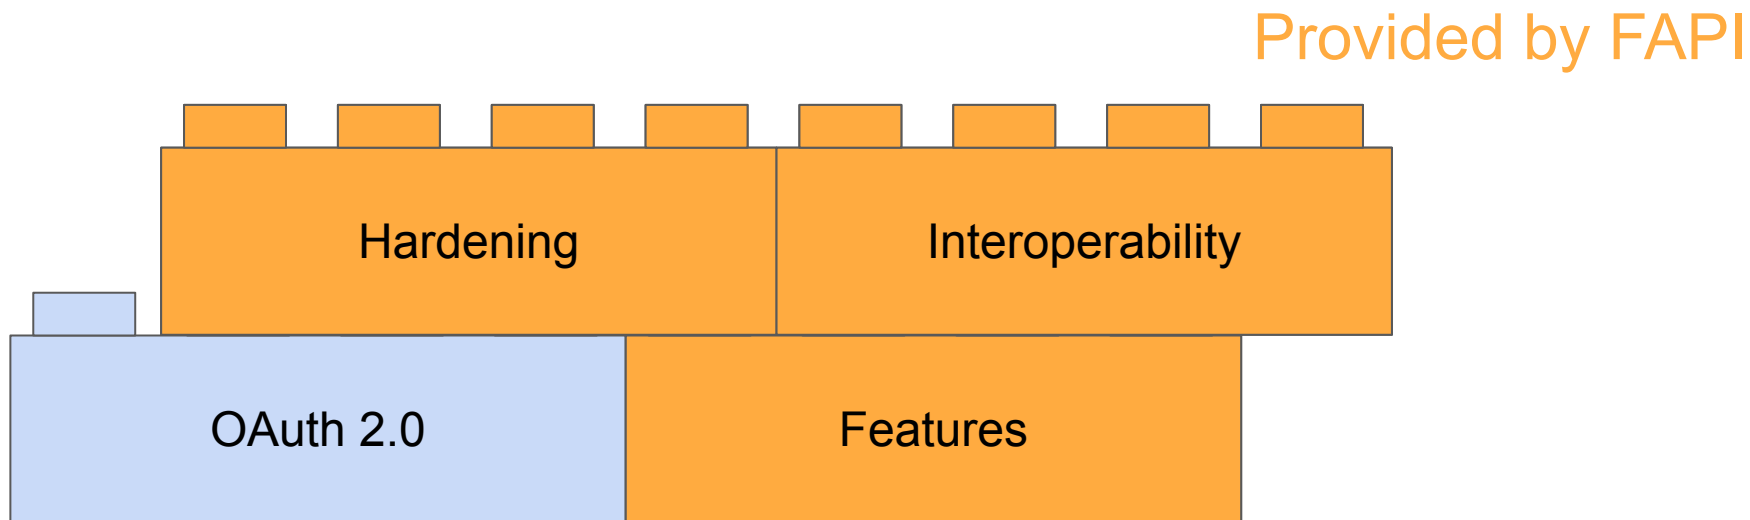 Provided by FAPI
Hardening
Interoperability
OAuth 2.0
Features